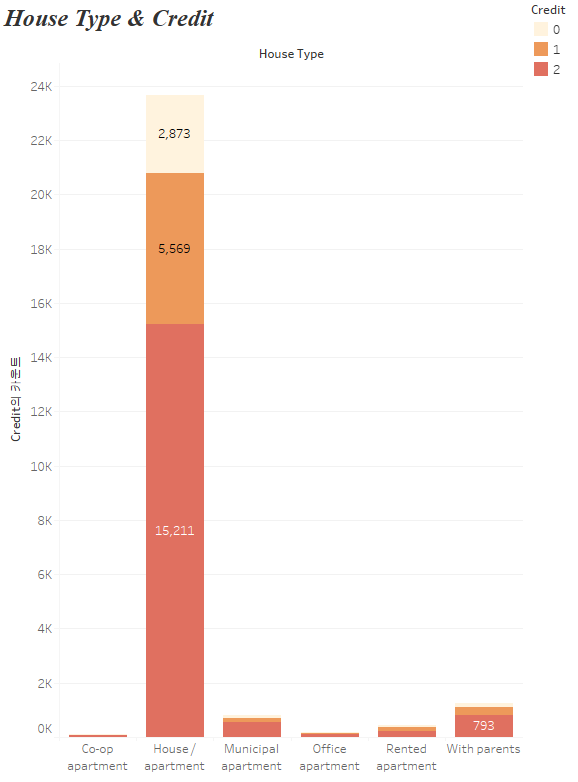 House Type & Credit
Credit
0
1
2
House Type
24K
22K
20K
18K
16K
14K
12K
10K
8K
6K
4K
2K
0K
Credit의 카운트
2,873
5,569
15,211
793
Co-op
apartment
House /
apartment
Municipal
apartment
Office
apartment
Rented
apartment
With parents